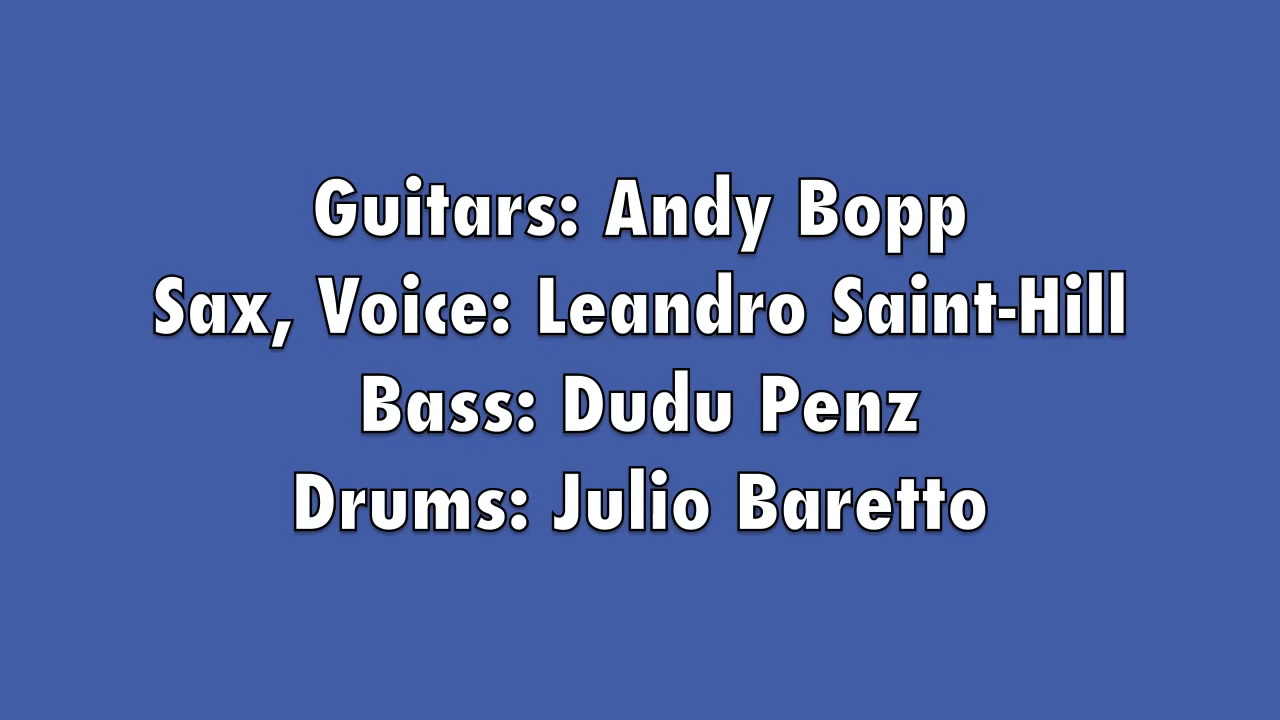 Guitars: Andy Bopp
Sax, Voice: Leandro Saint-Hill
Bass: Dudu Penz
Drums: Julio Baretto